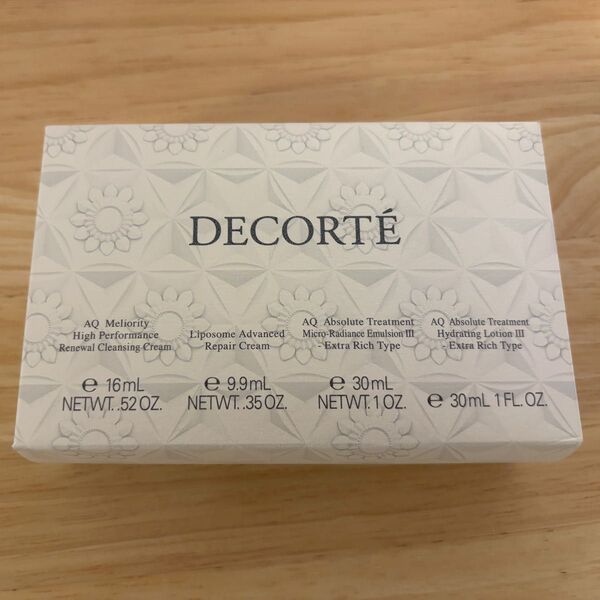 DECORTÉ
AQ Meliority
High Performance
Renewal Cleansing Cream
℮ 16mL
NETWT. .52 OZ.
Liposome Advanced
Repair Cream
℮ 9.9mL
NETWT. .35 OZ.
AQ Absolute Treatment
Micro-Radiance Emulsion III
- Extra Rich Type
℮ 30mL
NETWT. 1 OZ.
AQ Absolute Treatment
Hydrating Lotion III
- Extra Rich Type
℮ 30mL 1 FL. OZ.